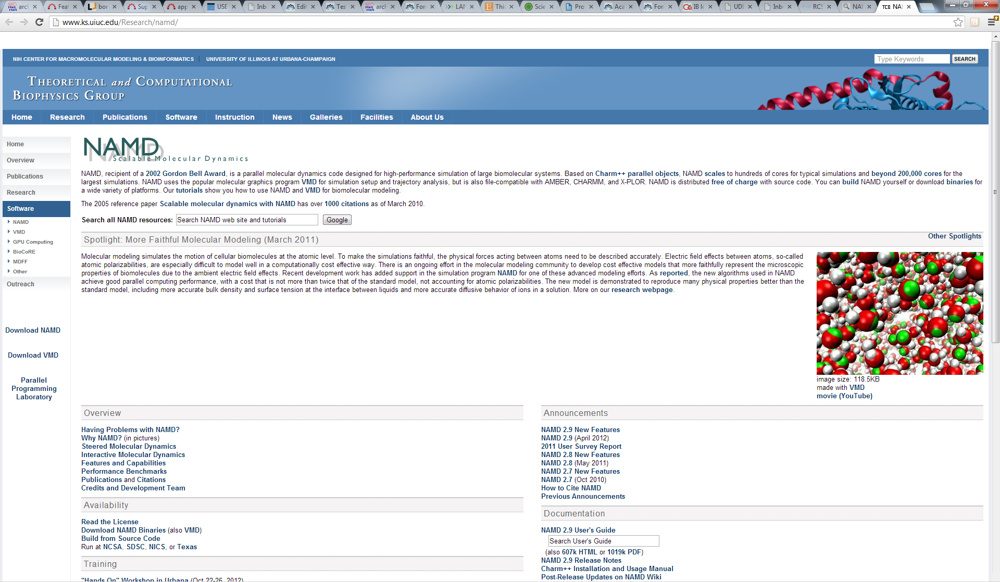 arcl
Feat
bor
Sup
app
USE
Inb
Edit
Tes
arcl
For
LAN
Thi
Scie
Pro
Aca
For
IB lo
UDI
Inb
RCS
NAI
TCB NAI
www.ks.uiuc.edu/Research/namd/
NIH CENTER FOR MACROMOLECULAR MODELING & BIOINFORMATICS
UNIVERSITY OF ILLINOIS AT URBANA-CHAMPAIGN
Type Keywords
SEARCH
THEORETICAL and COMPUTATIONAL
BIOPHYSICS GROUP
Home Research Publications Software Instruction News Galleries Facilities About Us
Home
Overview
Publications
Research
Software
NAMD
VMD
GPU Computing
BioCoRE
MDFF
Other
Outreach
Download NAMD
Download VMD
Parallel
Programming
Laboratory
NAMD
Scalable Molecular Dynamics
NAMD, recipient of a 2002 Gordon Bell Award, is a parallel molecular dynamics code designed for high-performance simulation of large biomolecular systems. Based on Charm++ parallel objects, NAMD scales to hundreds of cores for typical simulations and beyond 200,000 cores for the
largest simulations. NAMD uses the popular molecular graphics program VMD for simulation setup and trajectory analysis, but is also file-compatible with AMBER, CHARMM, and X-PLOR. NAMD is distributed free of charge with source code. You can build NAMD yourself or download binaries for
a wide variety of platforms. Our tutorials show you how to use NAMD and VMD for biomolecular modeling.
The 2005 reference paper Scalable molecular dynamics with NAMD has over 1000 citations as of March 2010.
Search all NAMD resources: Search NAMD web site and tutorials Google
Spotlight: More Faithful Molecular Modeling (March 2011)
Other Spotlights
Molecular modeling simulates the motion of cellular biomolecules at the atomic level. To make the simulations faithful, the physical forces acting between atoms need to be described accurately. Electric field effects between atoms, so-called
atomic polarizabilities, are especially difficult to model well in a computationally cost effective way. There is an ongoing effort in the molecular modeling community to develop cost effective models that more faithfully represent the microscopic
properties of biomolecules due to the ambient electric field effects. Recent development work has added support in the simulation program NAMD for one of these advanced modeling efforts. As reported, the new algorithms used in NAMD
achieve good parallel computing performance, with a cost that is not more than twice that of the standard model, not accounting for atomic polarizabilities. The new model is demonstrated to reproduce many physical properties better than the
standard model, including more accurate bulk density and surface tension at the interface between liquids and more accurate diffusive behavior of ions in a solution. More on our research webpage.
image size: 118.5KB
made with VMD
movie (YouTube)
Overview
Having Problems with NAMD?
Why NAMD? (in pictures)
Steered Molecular Dynamics
Interactive Molecular Dynamics
Features and Capabilities
Performance Benchmarks
Publications and Citations
Credits and Development Team
Availability
Read the License
Download NAMD Binaries (also VMD)
Build from Source Code
Run at NCSA, SDSC, NICS, or Texas
Training
"Hands On" Workshop in Urbana (Oct 22-26, 2012)
Announcements
NAMD 2.9 New Features
NAMD 2.9 (April 2012)
2011 User Survey Report
NAMD 2.8 New Features
NAMD 2.8 (May 2011)
NAMD 2.7 New Features
NAMD 2.7 (Oct 2010)
How to Cite NAMD
Previous Announcements
Documentation
NAMD 2.9 User's Guide
Search User's Guide
(also 607k HTML or 1019k PDF)
NAMD 2.9 Release Notes
Charm++ Installation and Usage Manual
Post-Release Updates on NAMD Wiki